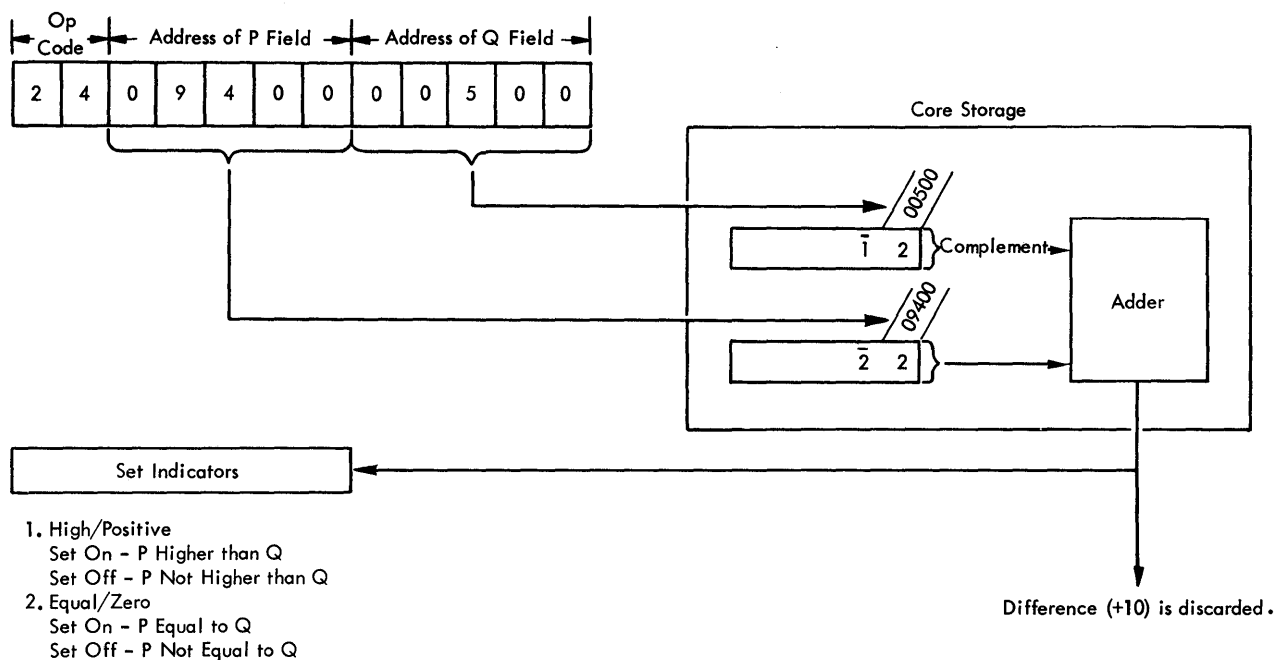 Op
Code
Address of P Field
Address of Q Field
2 4 0 9 4 0 0 0 0 5 0 0
Core Storage
00500
1̄ 2
Complement
09400
2̄ 2
Adder
Set Indicators
1. High/Positive
Set On - P Higher than Q
Set Off - P Not Higher than Q
2. Equal/Zero
Set On - P Equal to Q
Set Off - P Not Equal to Q
Difference (+10) is discarded.